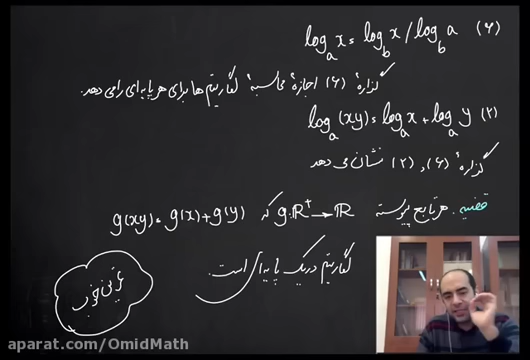 (۶) log_a x = log_b x / log_b a
گزاره (۶) اجازه محاسبه لگاریتم ها برای هر پایه ای را می دهد.
(۲) log_a (xy) = log_a x + log_a y
گزاره (۶) و (۲) نشان می دهد
قضیه. هر تابع پیوسته g: ℝ⁺ → ℝ که g(xy) = g(x) + g(y)
لگاریتم در یک پایه ای است.
خوب
aparat.com/OmidMath